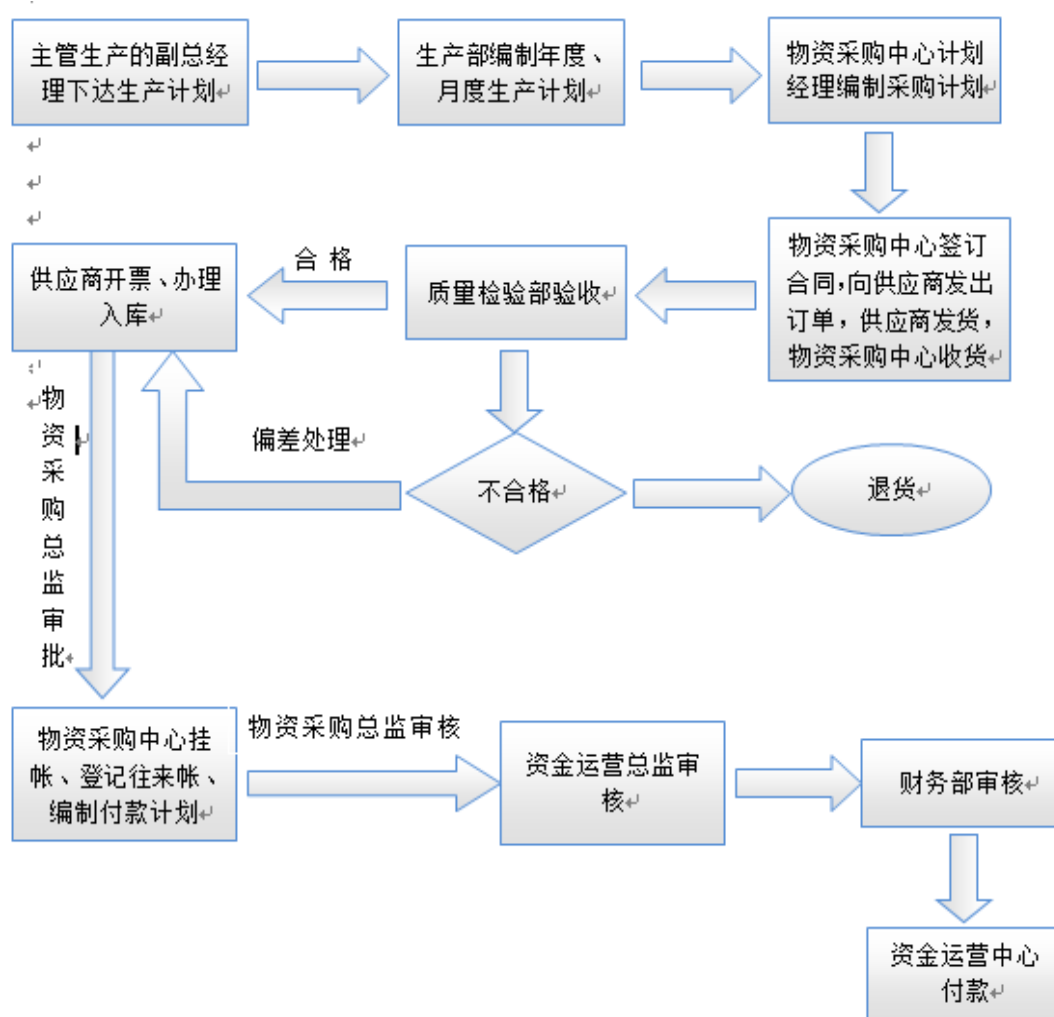 主管生产的副总经
理下达生产计划
生产部编制年度、
月度生产计划
物资采购中心计划
经理编制采购计划
供应商开票、办理
入库
合 格
质量检验部验收
物资采购中心签订
合同,向供应商发出
订单，供应商发货，
物资采购中心收货
物
资
采
购
总
监
审
批
偏差处理
不合格
退货
物资采购中心挂
帐、登记往来帐、
编制付款计划
物资采购总监审核
资金运营总监审
核
财务部审核
资金运营中心
付款